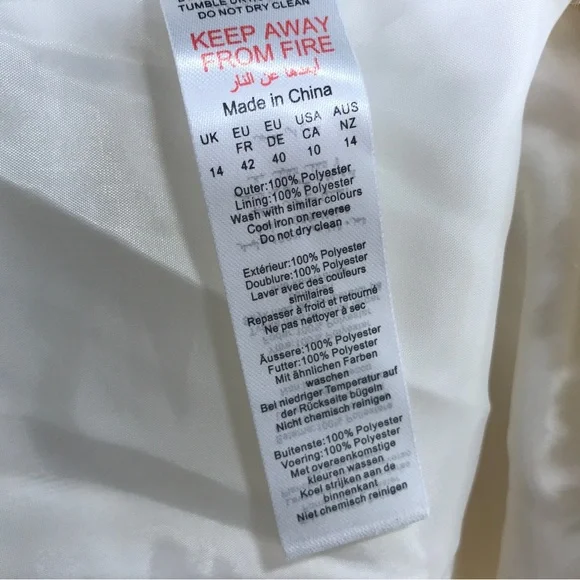 DO NOT DRY CLEAN
KEEP AWAY
FROM FIRE
ابعدها عن النار
Made in China
UK EU EU USA AUS
FR DE CA NZ
14 42 40 10 14
Outer:100% Polyester
Lining:100% Polyester
Wash with similar colours
Cool iron on reverse
Do not dry clean
Extérieur:100% Polyester
Doublure:100% Polyester
Laver avec des couleurs
similaires
Repasser à froid et retourné
Ne pas nettoyer à sec
Äussere:100% Polyester
Futter:100% Polyester
Mit ähnlichen Farben
waschen
Bei niedriger Temperatur auf
der Rückseite bügeln
Nicht chemisch reinigen
Buitenste:100% Polyester
Voering:100% Polyester
Met overeenkomstige
kleuren wassen
Koel strijken aan de
binnenkant
Niet chemisch reinigen